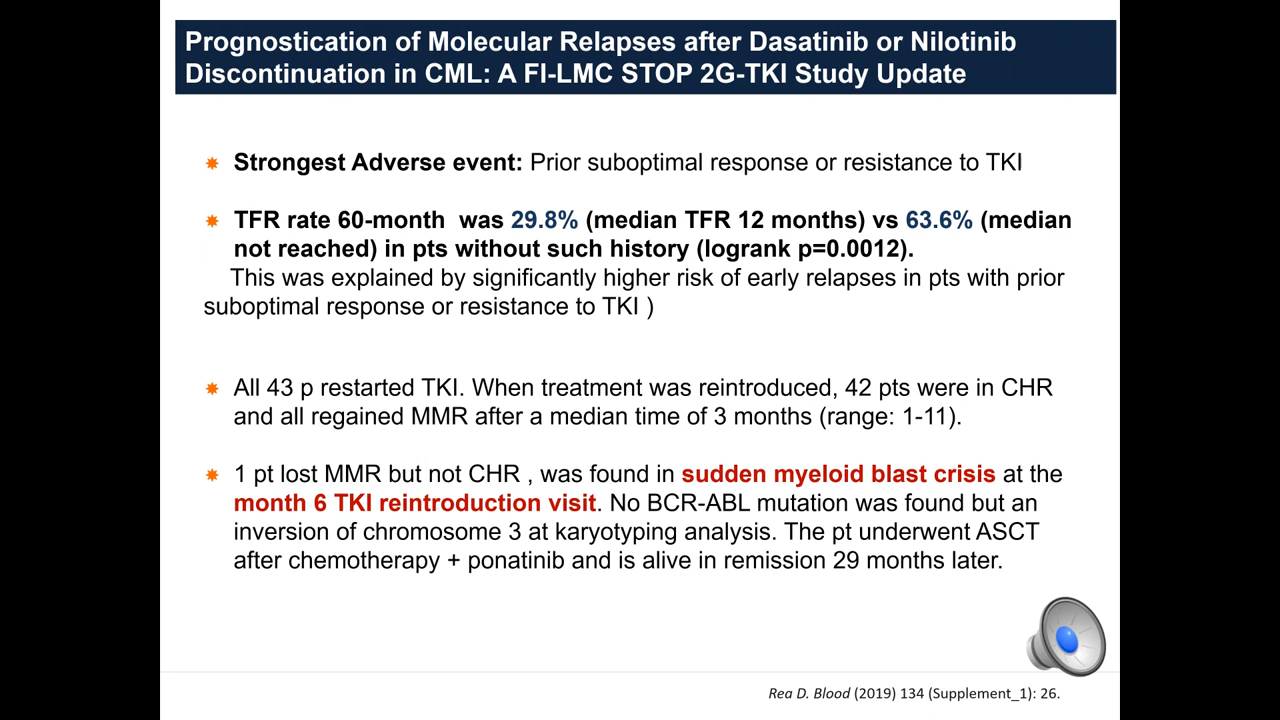 Prognostication of Molecular Relapses after Dasatinib or Nilotinib
Discontinuation in CML: A FI-LMC STOP 2G-TKI Study Update
Strongest Adverse event: Prior suboptimal response or resistance to TKI
TFR rate 60-month was 29.8% (median TFR 12 months) vs 63.6% (median
not reached) in pts without such history (logrank p=0.0012).
This was explained by significantly higher risk of early relapses in pts with prior
suboptimal response or resistance to TKI )
All 43 p restarted TKI. When treatment was reintroduced, 42 pts were in CHR
and all regained MMR after a median time of 3 months (range: 1-11).
1 pt lost MMR but not CHR , was found in sudden myeloid blast crisis at the
month 6 TKI reintroduction visit. No BCR-ABL mutation was found but an
inversion of chromosome 3 at karyotyping analysis. The pt underwent ASCT
after chemotherapy + ponatinib and is alive in remission 29 months later.
Rea D. Blood (2019) 134 (Supplement_1): 26.